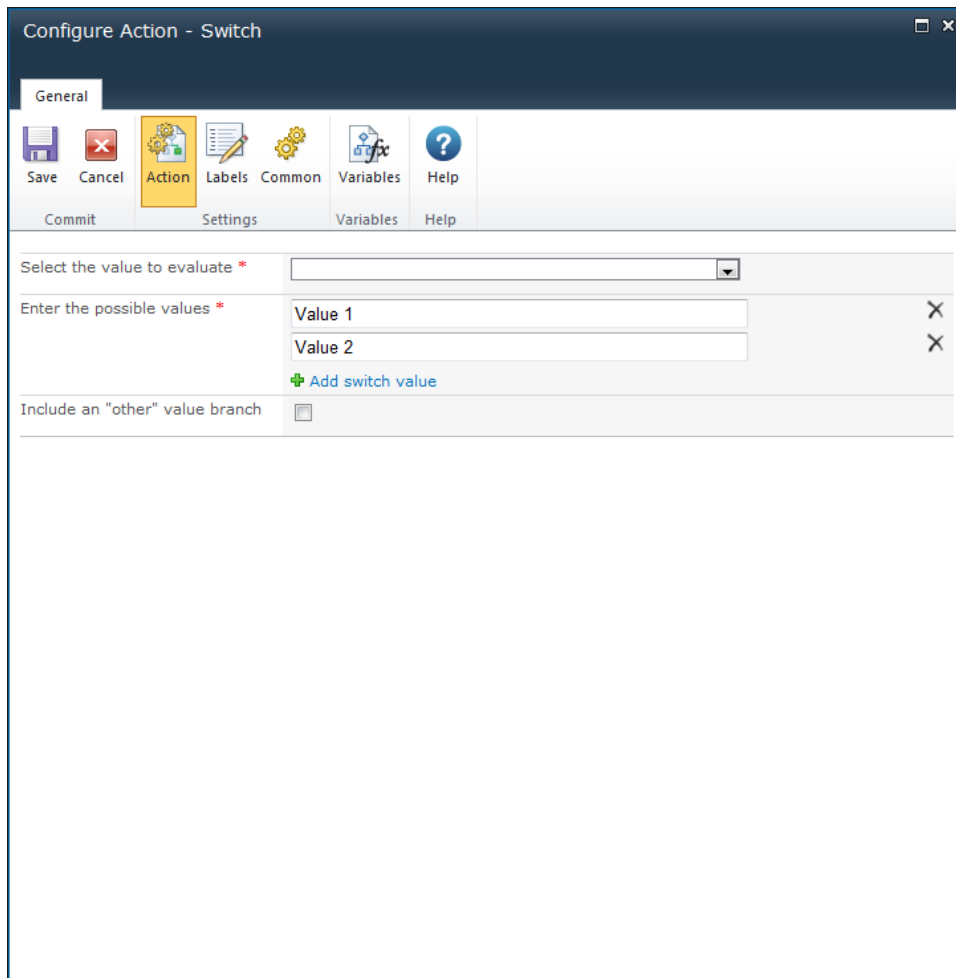 Configure Action - Switch
General
Save Cancel Action Labels Common Variables Help
Commit Settings Variables Help
Select the value to evaluate *
Enter the possible values * Value 1
Value 2
Add switch value
Include an "other" value branch